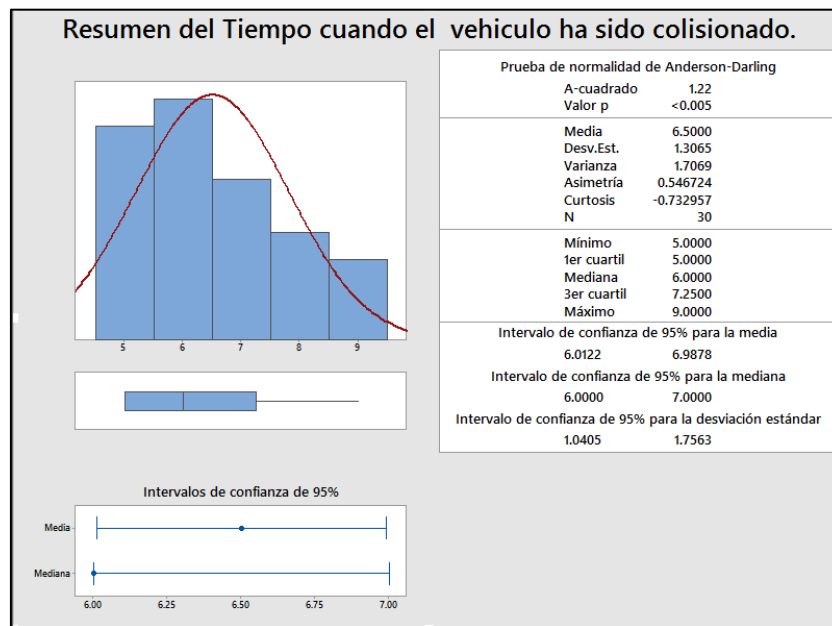 Resumen del Tiempo cuando el vehiculo ha sido colisionado.
5 6 7 8 9
Intervalos de confianza de 95%
Media
Mediana
6.00 6.25 6.50 6.75 7.00
Prueba de normalidad de Anderson-Darling
A-cuadrado 1.22
Valor p <0.005
Media 6.5000
Desv.Est. 1.3065
Varianza 1.7069
Asimetría 0.546724
Curtosis -0.732957
N 30
Mínimo 5.0000
1er cuartil 5.0000
Mediana 6.0000
3er cuartil 7.2500
Máximo 9.0000
Intervalo de confianza de 95% para la media
6.0122 6.9878
Intervalo de confianza de 95% para la mediana
6.0000 7.0000
Intervalo de confianza de 95% para la desviación estándar
1.0405 1.7563